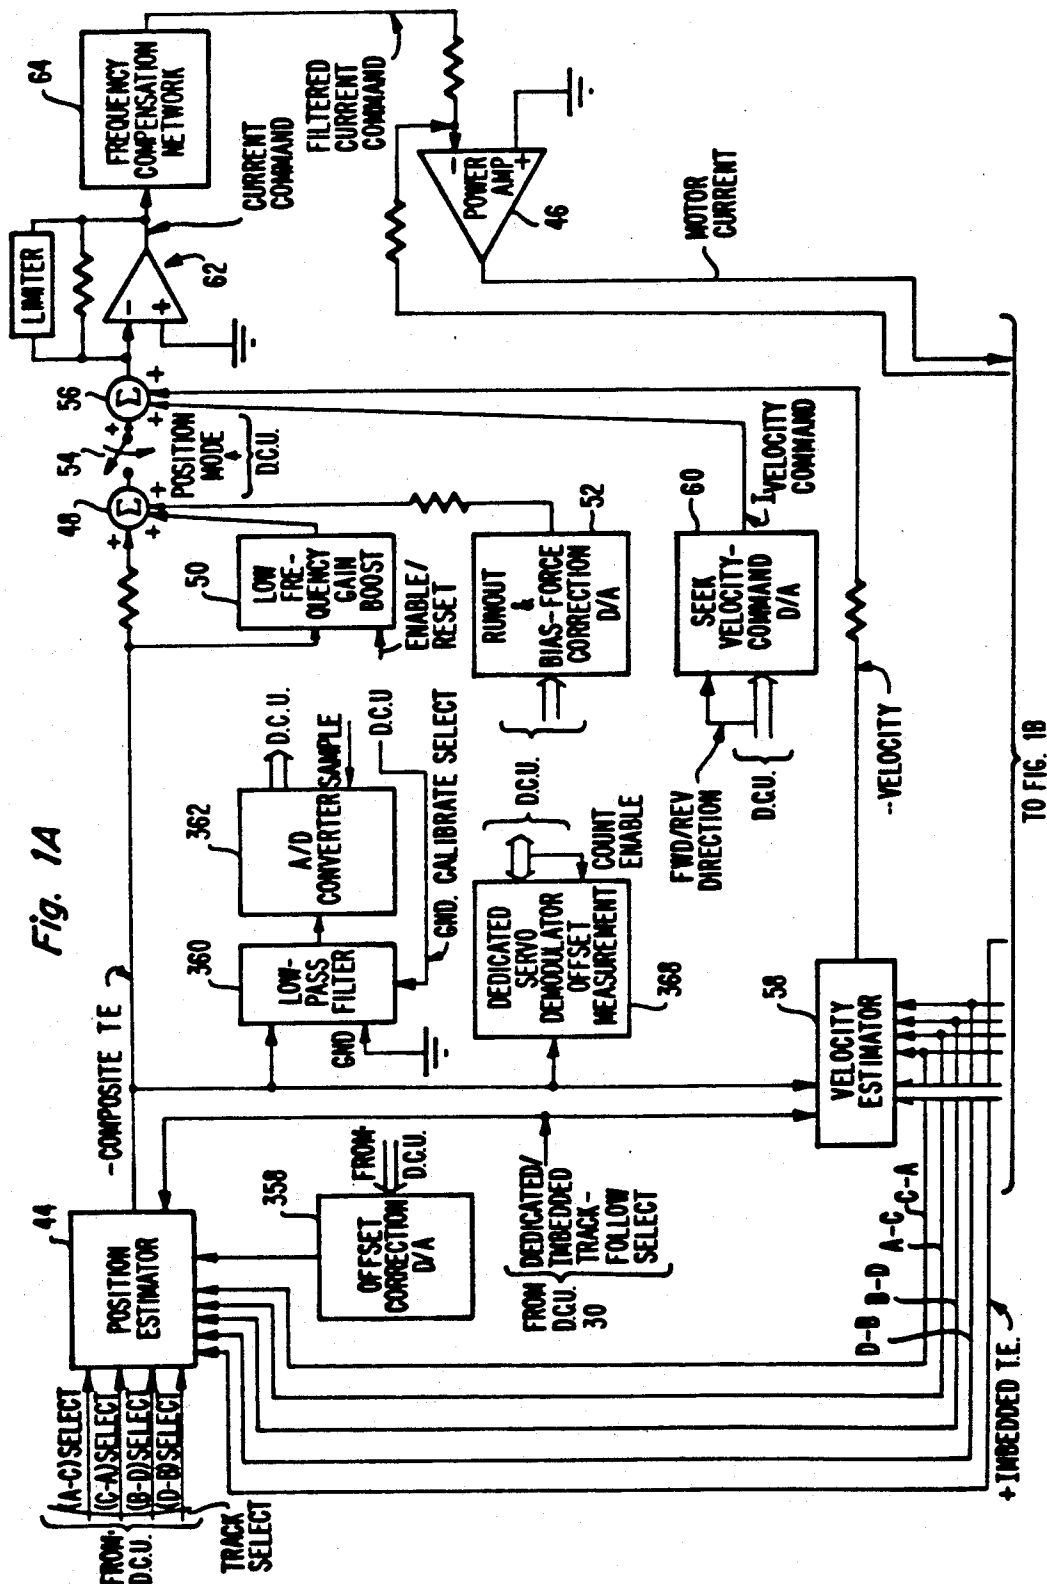 Fig. 1A
FROM
D.C.U.
(A-C)SELECT
(C-A)SELECT
(B-D)SELECT
(D-B)SELECT
TRACK
SELECT
44
POSITION
ESTIMATOR
-COMPOSITE T E
358
OFFSET
CORRECTION
D/A
FROM
D.C.U.
FROM
D.C.U.
30
DEDICATED/
IMBEDDED
TRACK-
FOLLOW
SELECT
360
LOW-
PASS
FILTER
GND
362
A/D
CONVERTER
SAMPLE
D.C.U.
D.C.U
GND. CALIBRATE SELECT
DEDICATED
SERVO
DEMODULATOR
OFFSET
MEASUREMENT
368
D.C.U.
COUNT
ENABLE
50
LOW
FRE-
QUENCY
GAIN
BOOST
ENABLE/
RESET
RUNOUT
&
BIAS-FORCE
CORRECTION
D/A
52
48
Σ
+
+
+
54
POSITION
MODE
D.C.U.
56
Σ
+
+
+
LIMITER
-
+
62
CURRENT
COMMAND
64
FREQUENCY
COMPENSATION
NETWORK
FILTERED
CURRENT
COMMAND
-
+
POWER
AMP
46
MOTOR
CURRENT
60
SEEK
VELOCITY-
COMMAND
D/A
I VELOCITY
COMMAND
FWD/REV
DIRECTION
D.C.U.
--VELOCITY
58
VELOCITY
ESTIMATOR
D-B
B-D
A-C
C-A
+IMBEDDED T.E.
TO FIG. 1B